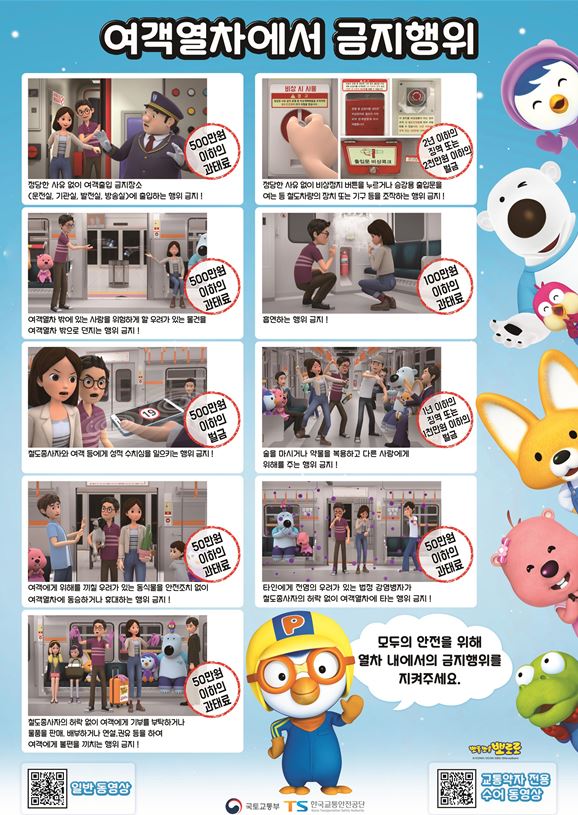 여객열차에서 금지행위
500만원
이하의
과태료
정당한 사유 없이 여객출입 금지장소
(운전실, 기관실, 발전실, 방송실)에 출입하는 행위 금지!
비상 시 사용
경고
출입문 비상코크
2년 이하의
징역 또는
2천만원 이하의
벌금
정당한 사유 없이 비상정지 버튼을 누르거나 승강용 출입문을
여는 등 철도차량의 장치 또는 기구 등을 조작하는 행위 금지!
500만원
이하의
과태료
여객열차 밖에 있는 사람을 위험하게 할 우려가 있는 물건을
여객열차 밖으로 던지는 행위 금지!
100만원
이하의
과태료
흡연하는 행위 금지!
19
500만원
이하의
벌금
철도종사자와 여객 등에게 성적 수치심을 일으키는 행위 금지!
1년 이하의
징역 또는
1천만원 이하의
벌금
술을 마시거나 약물을 복용하고 다른 사람에게
위해를 주는 행위 금지!
50만원
이하의
과태료
여객에게 위해를 끼칠 우려가 있는 동식물을 안전조치 없이
여객열차에 동승하거나 휴대하는 행위 금지!
50만원
이하의
과태료
타인에게 전염의 우려가 있는 법정 감염병자가
철도종사자의 허락 없이 여객열차에 타는 행위 금지!
50만원
이하의
과태료
철도종사자의 허락 없이 여객에게 기부를 부탁하거나
물품을 판매, 배부하거나 연설,권유 등을 하여
여객에게 불편을 끼치는 행위 금지!
P
모두의 안전을 위해
열차 내에서의 금지행위를
지켜주세요.
뽀롱뽀롱 뽀로로
일반 동영상
국토교통부
TS 한국교통안전공단
교통약자 전용
수어 동영상